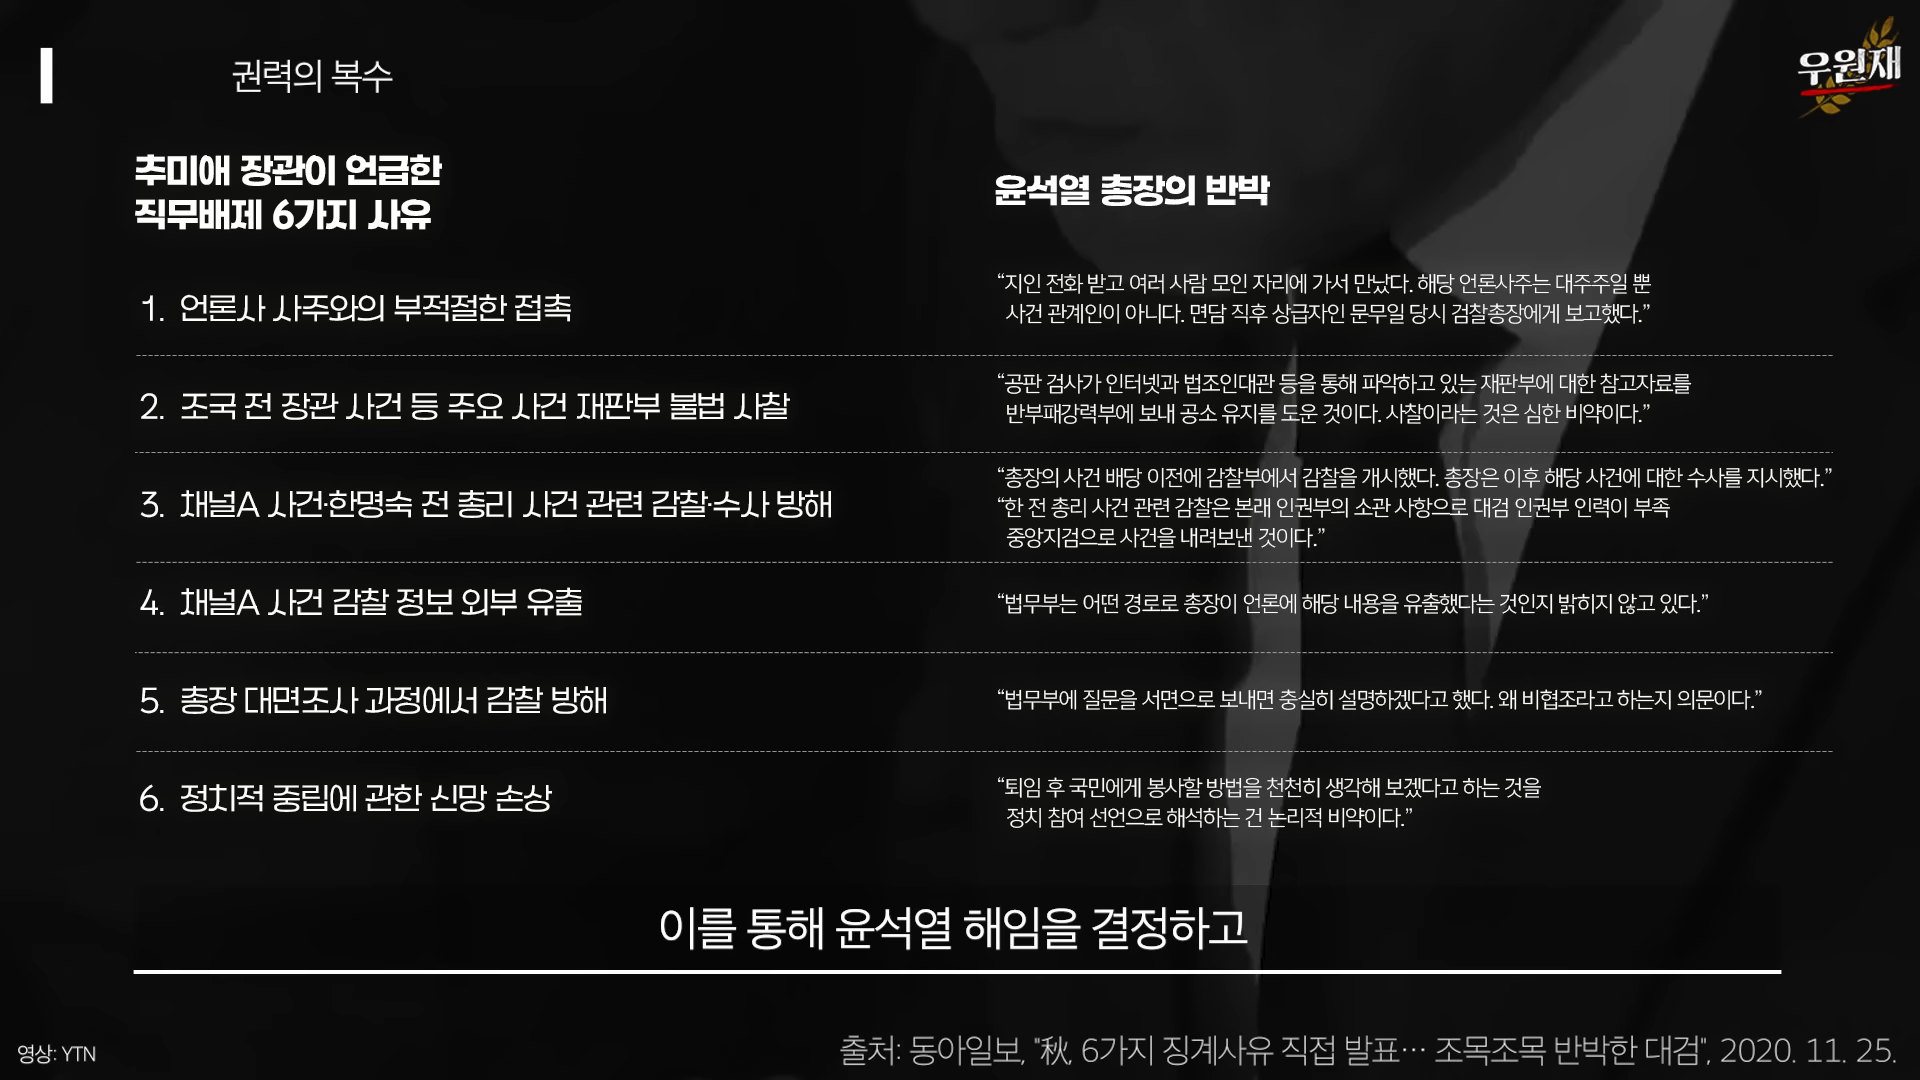 권력의 복수
우원재
추미애 장관이 언급한
직무배제 6가지 사유
윤석열 총장의 반박
1. 언론사 사주와의 부적절한 접촉
“지인 전화 받고 여러 사람 모인 자리에 가서 만났다. 해당 언론사주는 대주주일 뿐
사건 관계인이 아니다. 면담 직후 상급자인 문무일 당시 검찰총장에게 보고했다.”
2. 조국 전 장관 사건 등 주요 사건 재판부 불법 사찰
“공판 검사가 인터넷과 법조인대관 등을 통해 파악하고 있는 재판부에 대한 참고자료를
반부패강력부에 보내 공소 유지를 도운 것이다. 사찰이라는 것은 심한 비약이다.”
3. 채널A 사건·한명숙 전 총리 사건 관련 감찰·수사 방해
“총장의 사건 배당 이전에 감찰부에서 감찰을 개시했다. 총장은 이후 해당 사건에 대한 수사를 지시했다.”
“한 전 총리 사건 관련 감찰은 본래 인권부의 소관 사항으로 대검 인권부 인력이 부족
중앙지검으로 사건을 내려보낸 것이다.”
4. 채널A 사건 감찰 정보 외부 유출
“법무부는 어떤 경로로 총장이 언론에 해당 내용을 유출했다는 것인지 밝히지 않고 있다.”
5. 총장 대면조사 과정에서 감찰 방해
“법무부에 질문을 서면으로 보내면 충실히 설명하겠다고 했다. 왜 비협조라고 하는지 의문이다.”
6. 정치적 중립에 관한 신망 손상
“퇴임 후 국민에게 봉사할 방법을 천천히 생각해 보겠다고 하는 것을
정치 참여 선언으로 해석하는 건 논리적 비약이다.”
이를 통해 윤석열 해임을 결정하고
영상: YTN
출처: 동아일보, "秋, 6가지 징계사유 직접 발표… 조목조목 반박한 대검", 2020. 11. 25.